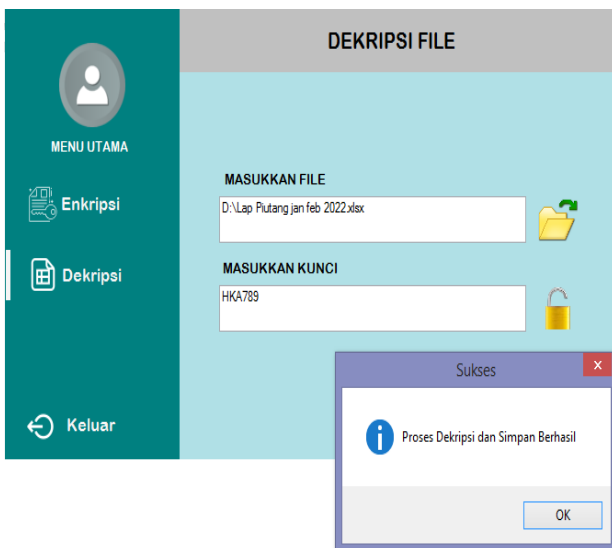 DEKRIPSI FILE
MENU UTAMA
Enkripsi
Dekripsi
Keluar
MASUKKAN FILE
D:\Lap Piutang jan feb 2022.xlsx
MASUKKAN KUNCI
HKA789
Sukses
x
Proses Dekripsi dan Simpan Berhasil
OK